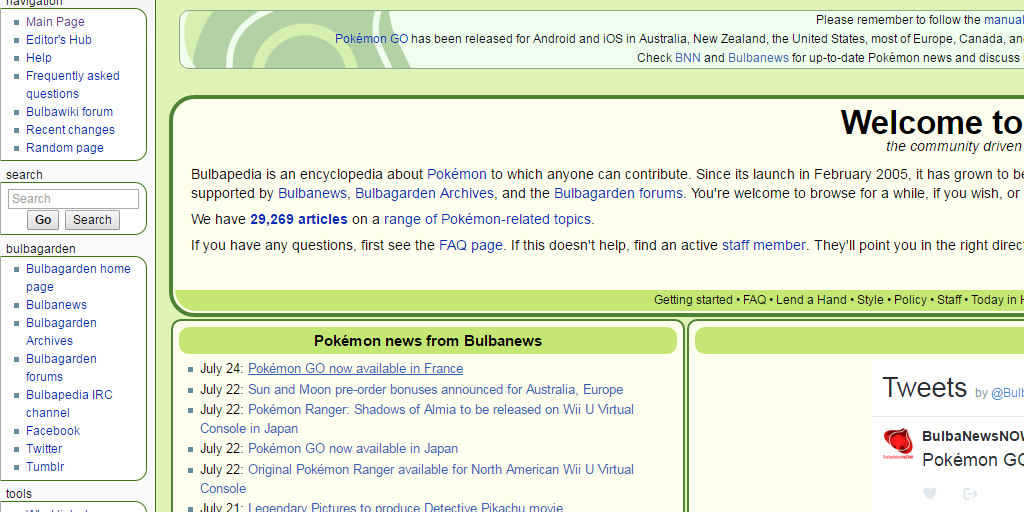 navigation
Main Page
Editor's Hub
Help
Frequently asked
questions
Bulbawiki forum
Recent changes
Random page
search
Search
Go Search
bulbagarden
Bulbagarden home
page
Bulbanews
Bulbagarden
Archives
Bulbagarden
forums
Bulbapedia IRC
channel
Facebook
Twitter
Tumblr
tools
Please remember to follow the manual
Pokémon GO has been released for Android and iOS in Australia, New Zealand, the United States, most of Europe, Canada, an
Check BNN and Bulbanews for up-to-date Pokémon news and discuss i
Welcome to
the community driven
Bulbapedia is an encyclopedia about Pokémon to which anyone can contribute. Since its launch in February 2005, it has grown to be
supported by Bulbanews, Bulbagarden Archives, and the Bulbagarden forums. You're welcome to browse for a while, if you wish, or
We have 29,269 articles on a range of Pokémon-related topics.
If you have any questions, first see the FAQ page. If this doesn't help, find an active staff member. They'll point you in the right direc
Getting started • FAQ • Lend a Hand • Style • Policy • Staff • Today in H
Pokémon news from Bulbanews
July 24: Pokémon GO now available in France
July 22: Sun and Moon pre-order bonuses announced for Australia, Europe
July 22: Pokémon Ranger: Shadows of Almia to be released on Wii U Virtual
Console in Japan
July 22: Pokémon GO now available in Japan
July 22: Original Pokémon Ranger available for North American Wii U Virtual
Console
July 21: Legendary Pictures to produce Detective Pikachu movie
Tweets by @Bulb
BulbaNewsNOW
Pokémon GO